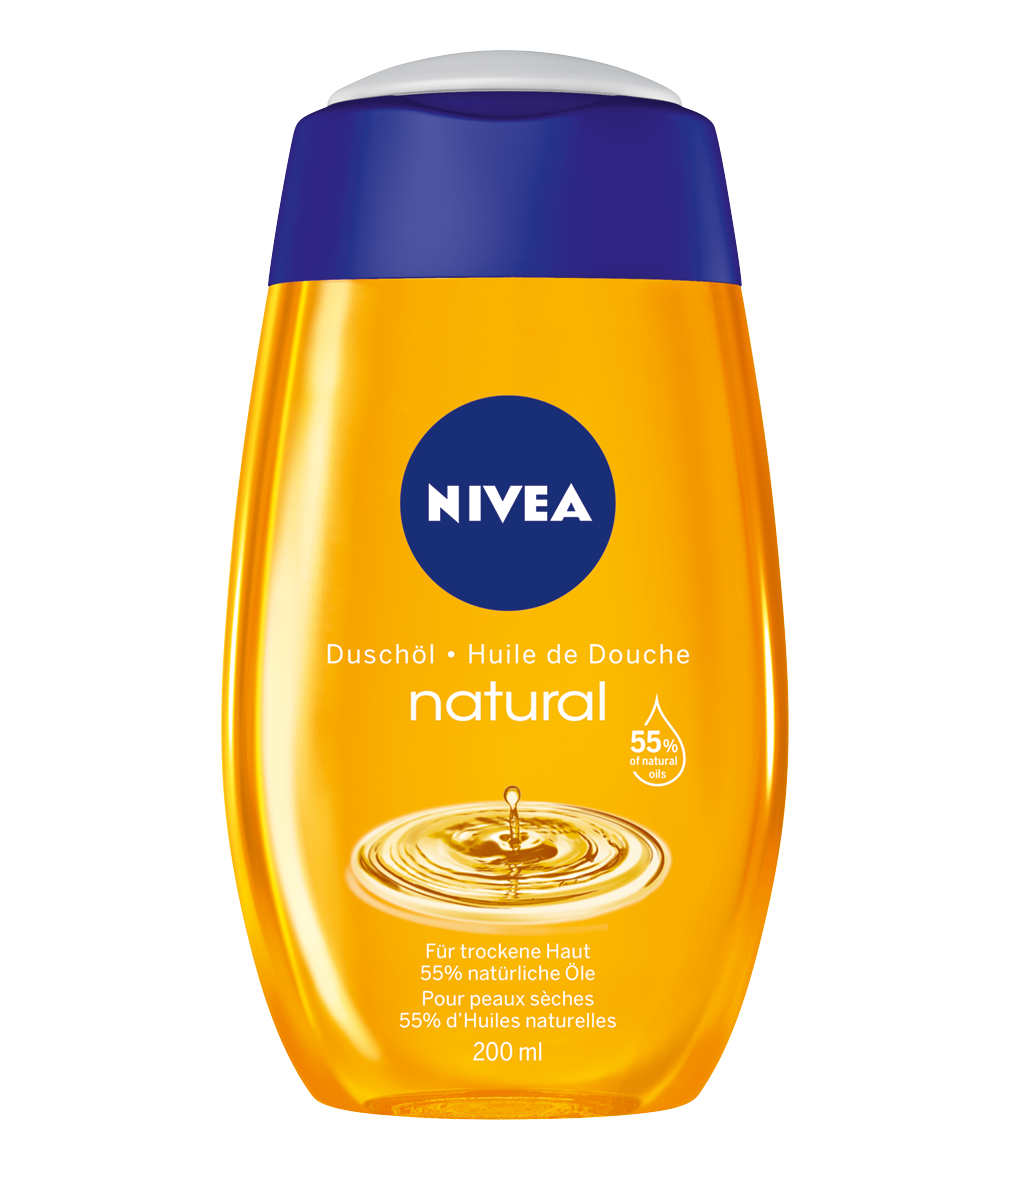 NIVEA
Duschöl • Huile de Douche
natural
55%
of natural
oils
Für trockene Haut
55% natürliche Öle
Pour peaux sèches
55% d'Huiles naturelles
200 ml